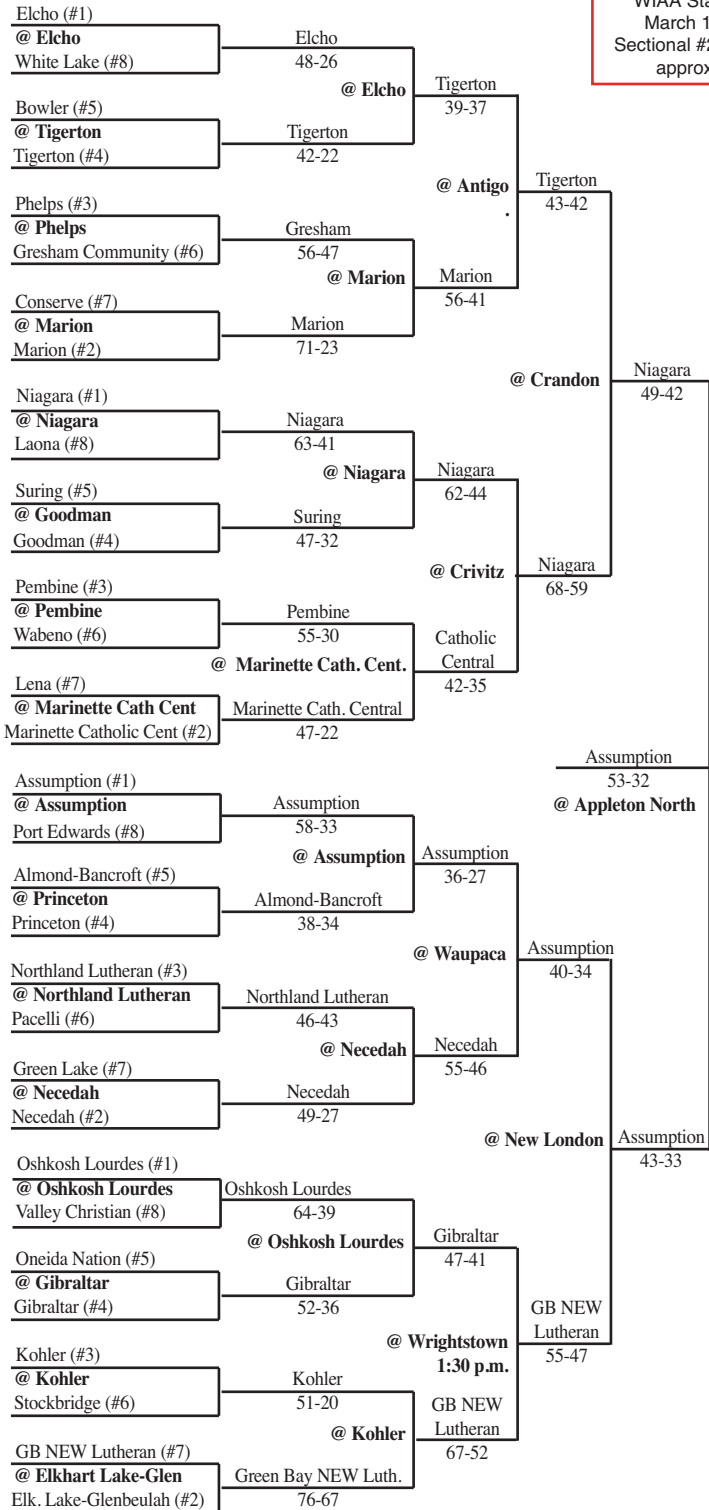 WIAA Sta
March 1
Sectional #2
approx
Elcho (#1)
@ Elcho
White Lake (#8)
Bowler (#5)
@ Tigerton
Tigerton (#4)
Phelps (#3)
@ Phelps
Gresham Community (#6)
Conserve (#7)
@ Marion
Marion (#2)
Niagara (#1)
@ Niagara
Laona (#8)
Suring (#5)
@ Goodman
Goodman (#4)
Pembine (#3)
@ Pembine
Wabeno (#6)
Lena (#7)
@ Marinette Cath Cent
Marinette Catholic Cent (#2)
Assumption (#1)
@ Assumption
Port Edwards (#8)
Almond-Bancroft (#5)
@ Princeton
Princeton (#4)
Northland Lutheran (#3)
@ Northland Lutheran
Pacelli (#6)
Green Lake (#7)
@ Necedah
Necedah (#2)
Oshkosh Lourdes (#1)
@ Oshkosh Lourdes
Valley Christian (#8)
Oneida Nation (#5)
@ Gibraltar
Gibraltar (#4)
Kohler (#3)
@ Kohler
Stockbridge (#6)
GB NEW Lutheran (#7)
@ Elkhart Lake-Glen
Elk. Lake-Glenbeulah (#2)
Elcho
48-26
@ Elcho
Tigerton
42-22
Gresham
56-47
@ Marion
Marion
71-23
Niagara
63-41
@ Niagara
Suring
47-32
Pembine
55-30
@ Marinette Cath. Cent.
Marinette Cath. Central
47-22
Assumption
58-33
@ Assumption
Almond-Bancroft
38-34
Northland Lutheran
46-43
@ Necedah
Necedah
49-27
Oshkosh Lourdes
64-39
@ Oshkosh Lourdes
Gibraltar
52-36
Kohler
51-20
@ Kohler
Green Bay NEW Luth.
76-67
Tigerton
39-37
@ Antigo
.
Marion
56-41
Niagara
62-44
@ Crivitz
Catholic
Central
42-35
Assumption
36-27
@ Waupaca
Necedah
55-46
Gibraltar
47-41
@ Wrightstown
1:30 p.m.
GB NEW
Lutheran
67-52
Tigerton
43-42
@ Crandon
Niagara
68-59
Assumption
40-34
@ New London
GB NEW
Lutheran
55-47
Niagara
49-42
Assumption
53-32
@ Appleton North
Assumption
43-33